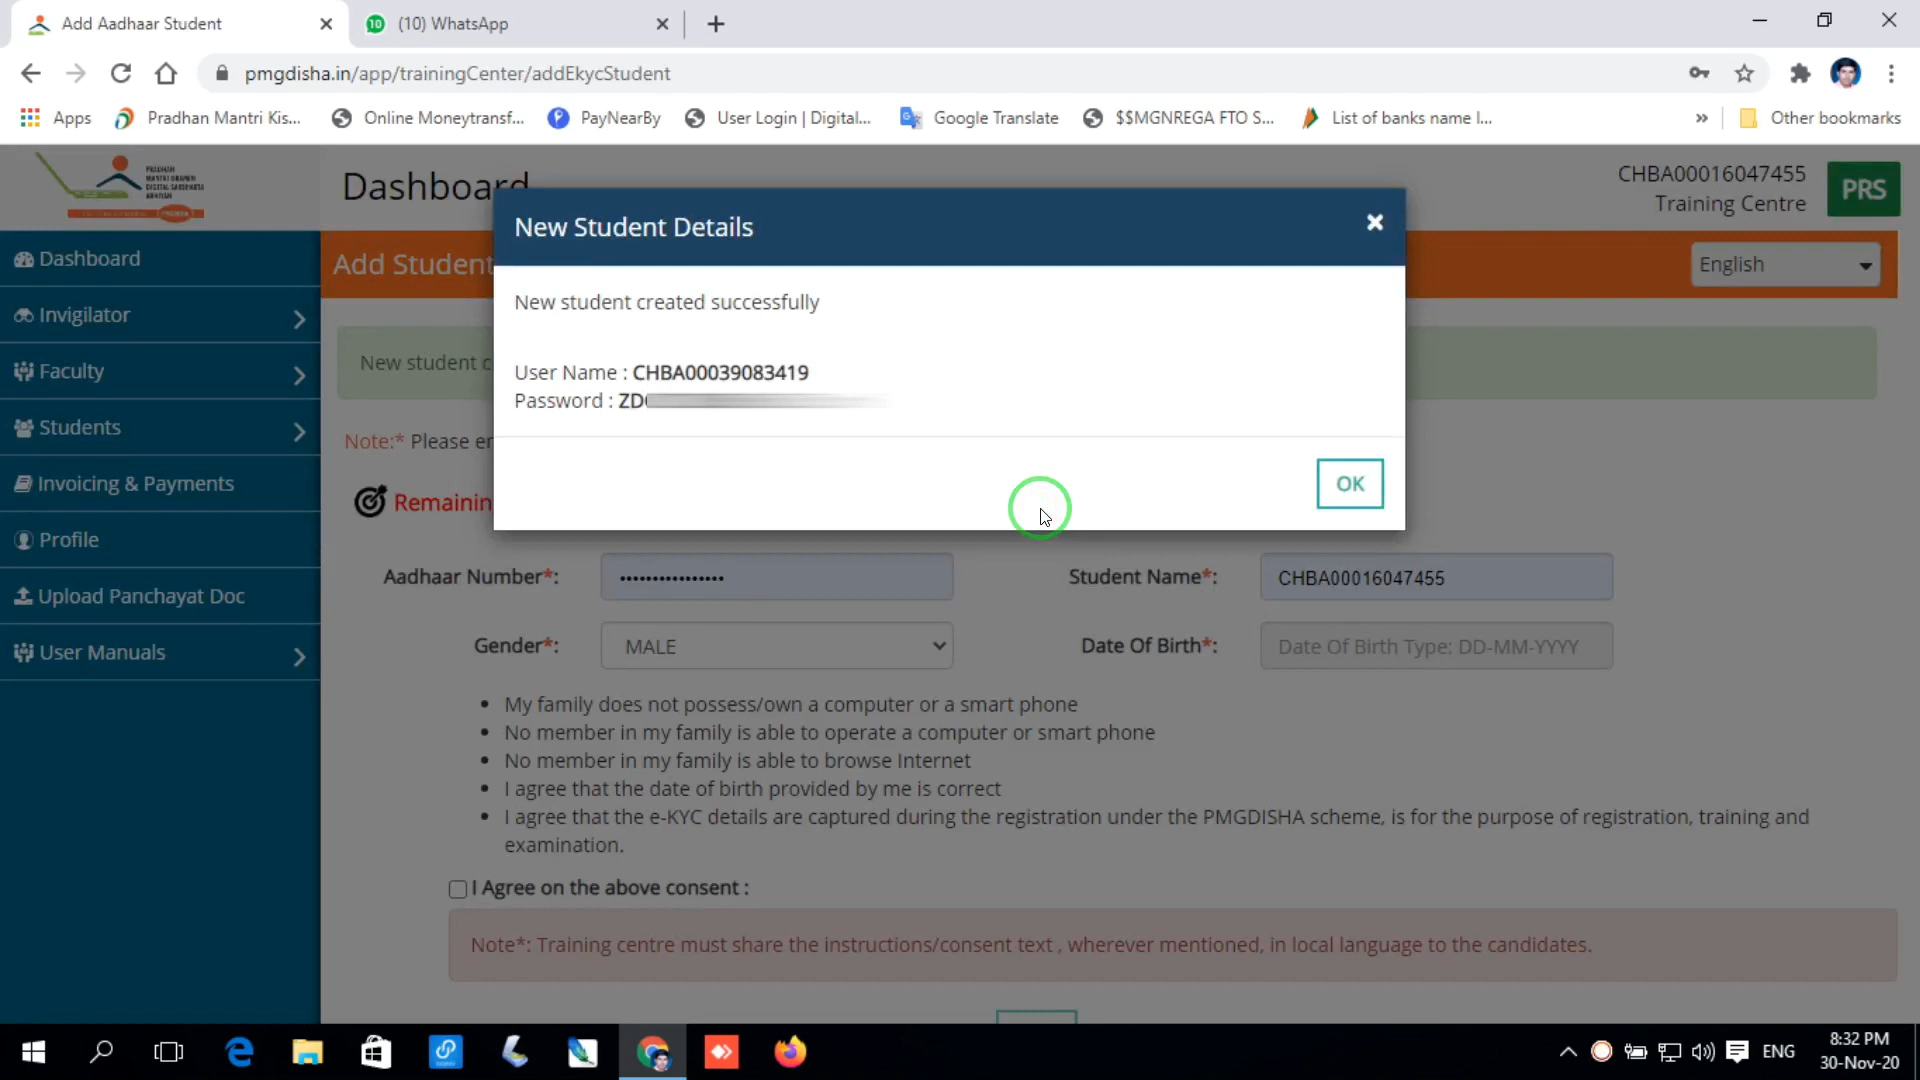 Add Aadhaar Student
10
(10) WhatsApp
pmgdisha.in/app/trainingCenter/addEkycStudent
Apps
Pradhan Mantri Kis...
Online Moneytransf...
PayNearBy
User Login | Digital...
Google Translate
$$MGNREGA FTO S...
List of banks name I...
»
Other bookmarks
PRADHAN
MANTRI GRAMIN
DIGITAL SAKSHARTA
ABHIYAN
Dashboard
CHBA00016047455
Training Centre
PRS
New Student Details
Dashboard
Add Student
English
Invigilator
New student created successfully
Faculty
New student c
User Name : CHBA00039083419
Password : ZD
Students
Note:* Please en
Invoicing & Payments
Remainin
OK
Profile
Aadhaar Number*:
••••••••••••••••
Student Name*:
CHBA00016047455
Upload Panchayat Doc
Gender*:
MALE
Date Of Birth*:
Date Of Birth Type: DD-MM-YYYY
User Manuals
• My family does not possess/own a computer or a smart phone
• No member in my family is able to operate a computer or smart phone
• No member in my family is able to browse Internet
• I agree that the date of birth provided by me is correct
• I agree that the e-KYC details are captured during the registration under the PMGDISHA scheme, is for the purpose of registration, training and
examination.
I Agree on the above consent :
Note*: Training centre must share the instructions/consent text , wherever mentioned, in local language to the candidates.
ENG
8:32 PM
30-Nov-20